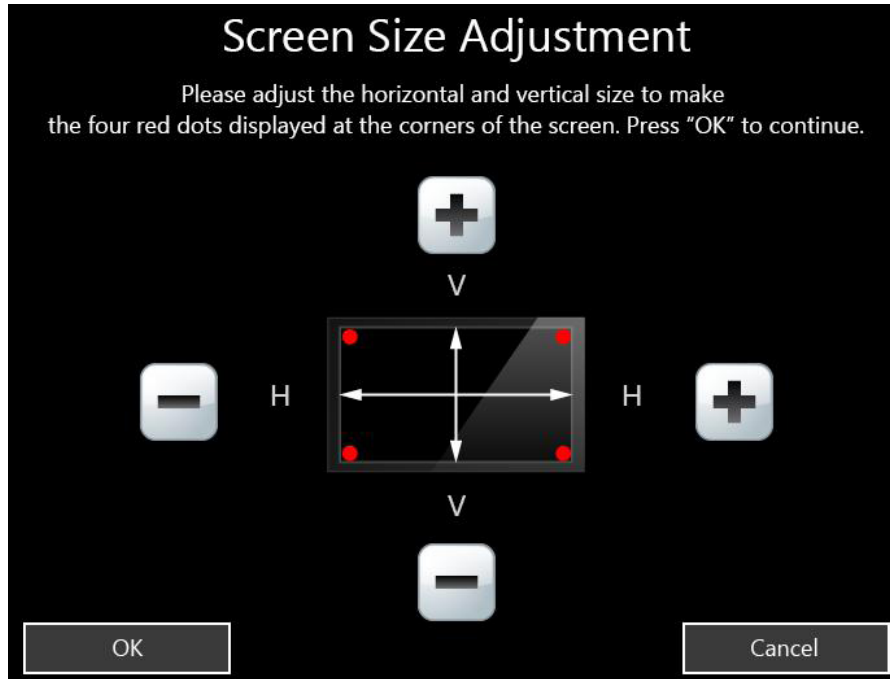 Screen Size Adjustment
Please adjust the horizontal and vertical size to make
the four red dots displayed at the corners of the screen. Press “OK” to continue.
V
H
H
V
OK
Cancel